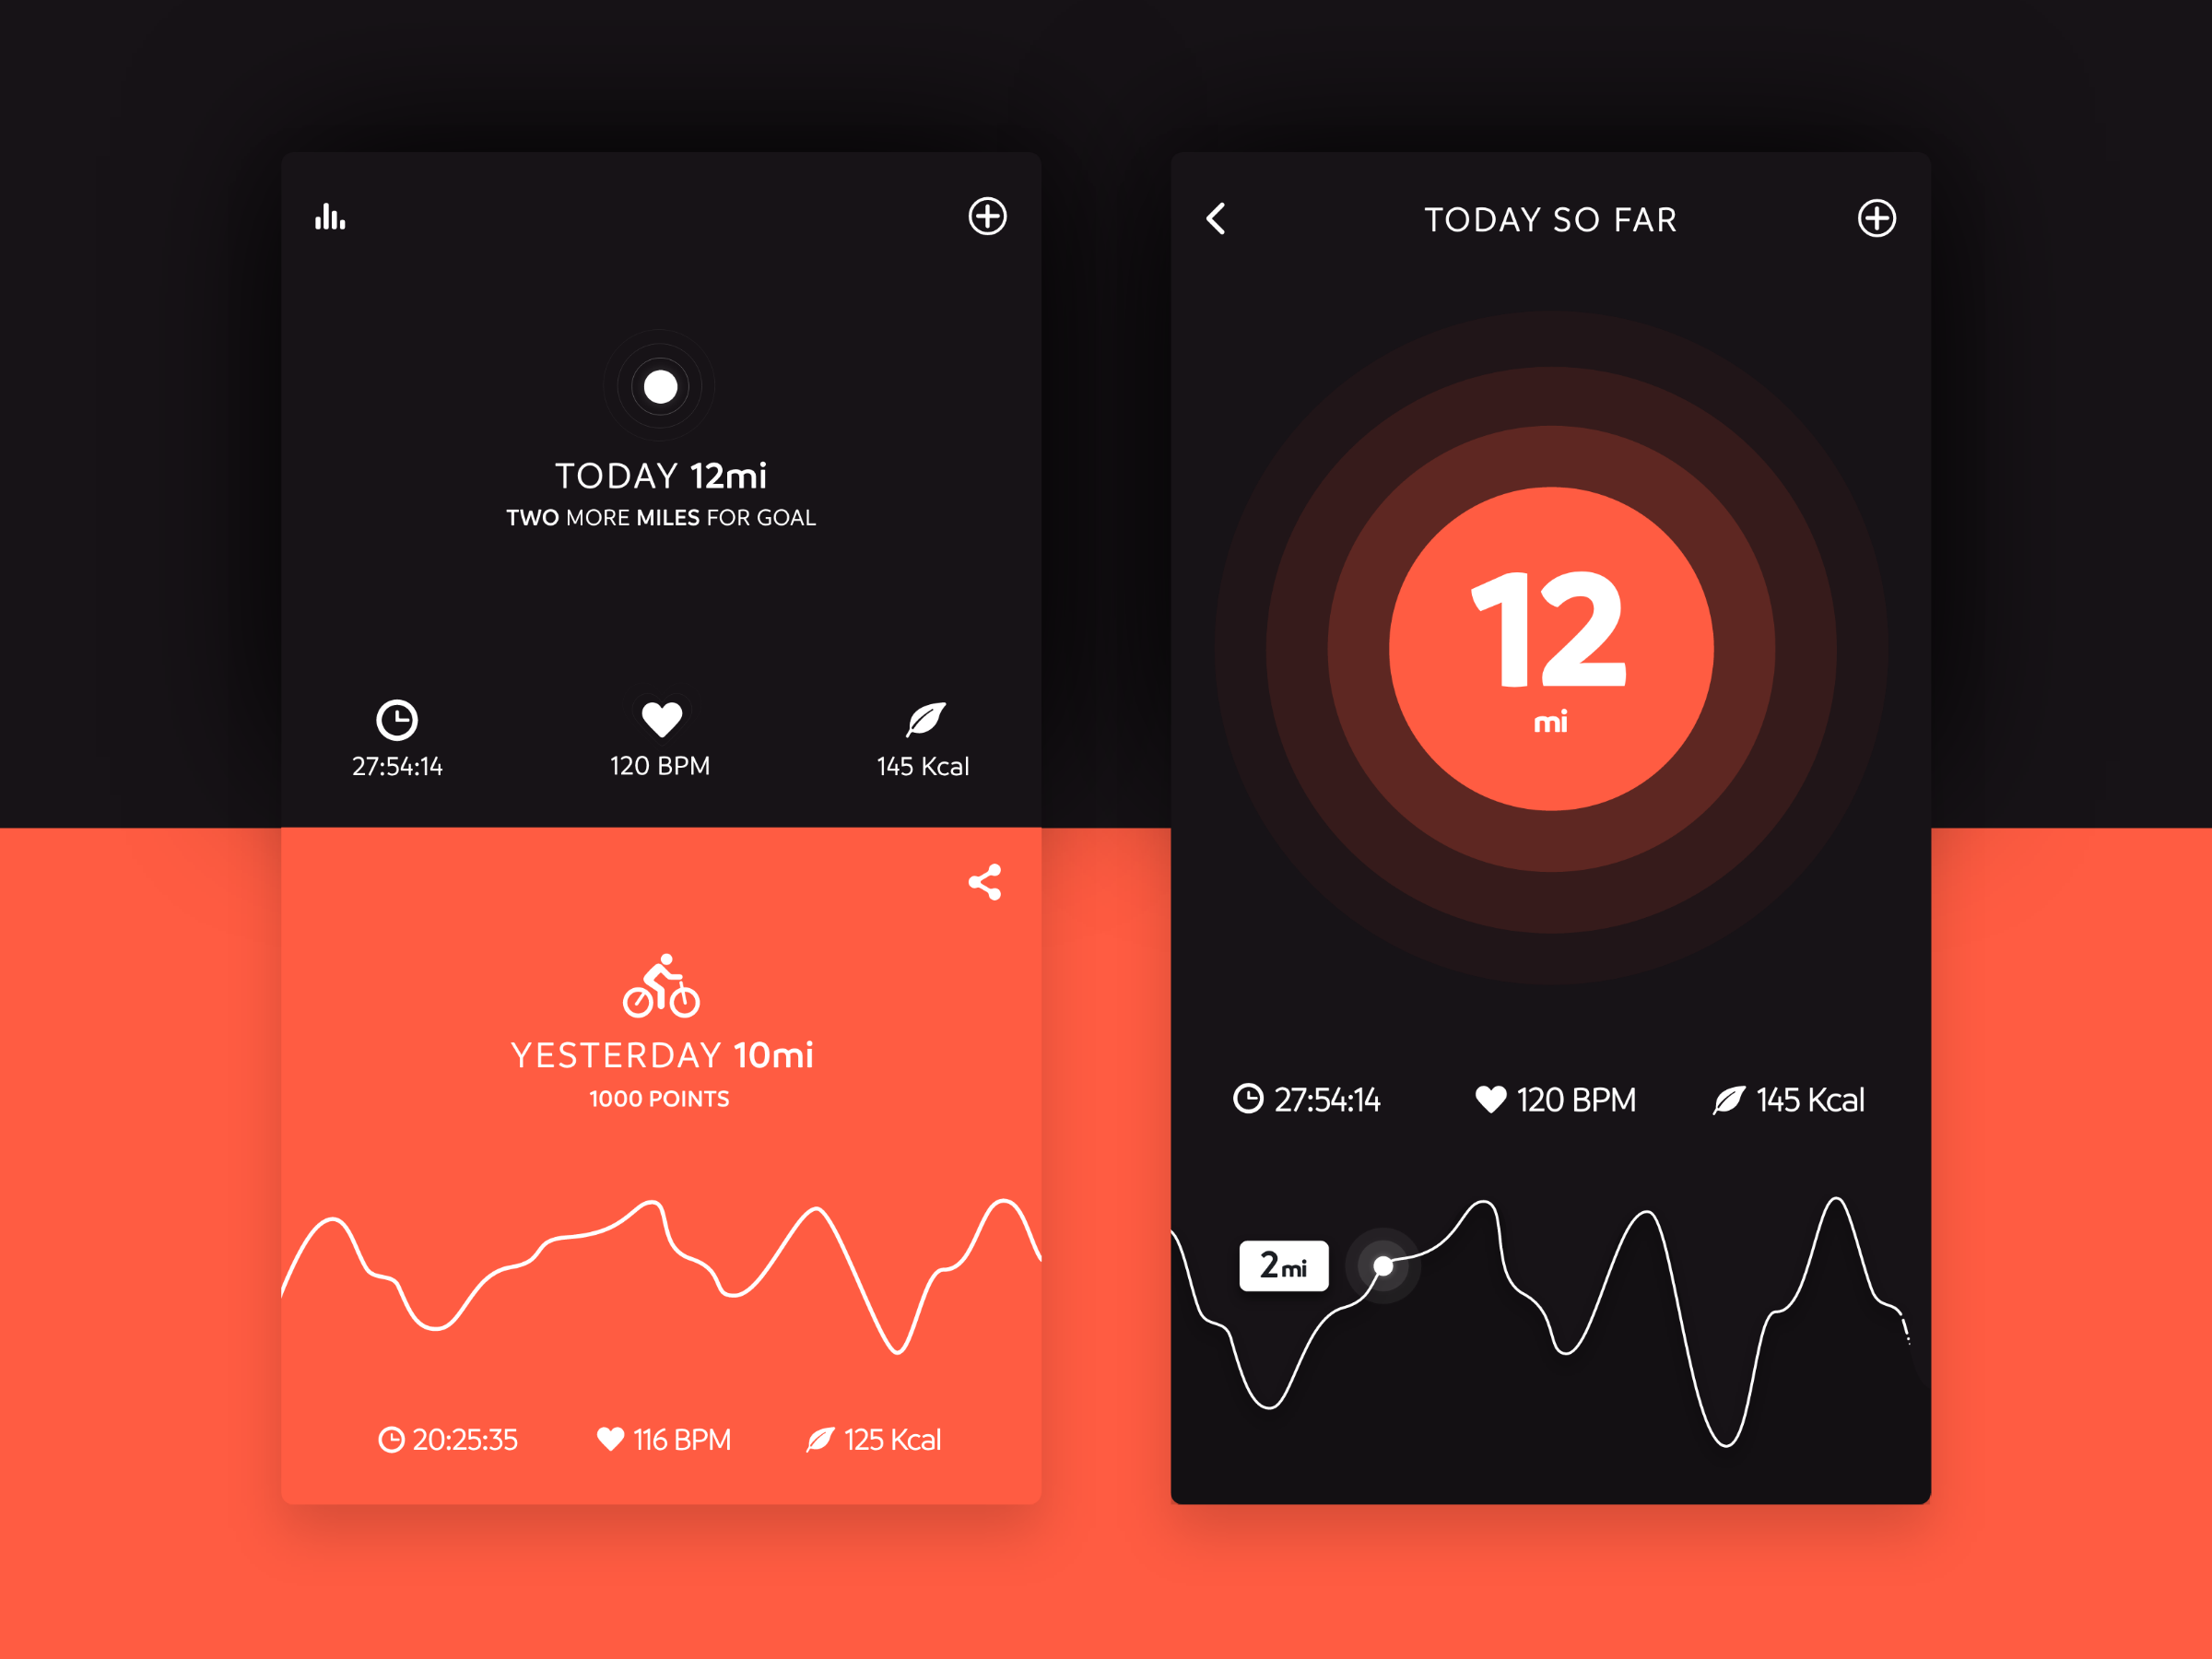 TODAY 12mi
TWO MORE MILES FOR GOAL
27:54:14
120 BPM
145 Kcal
YESTERDAY 10mi
1000 POINTS
20:25:35
116 BPM
125 Kcal
TODAY SO FAR
12
mi
27:54:14
120 BPM
145 Kcal
2mi